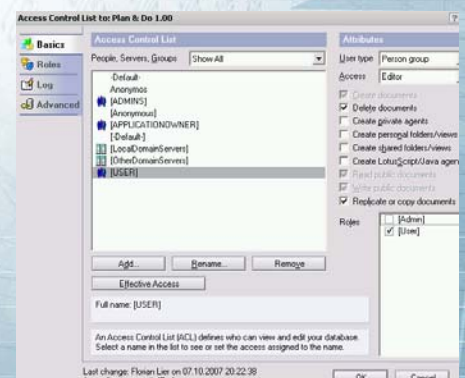 Access Control List to: Plan & Do 1.00
Basics
Roles
Log
Advanced
Access Control List
People, Servers, Groups Show All
-Default-
Anonymos
[ADMINS]
[Anonymous]
[APPLICATIONOWNER]
[-Default-]
[LocalDomainServers]
[OtherDomainServers]
[USER]
Add... Rename... Remove
Effective Access
Full name: [USER]
An Access Control List (ACL) defines who can view and edit your database.
Select a name in the list to see or set the access assigned to the name.
Last change: Florian Lier on 07.10.2007 20:22:38
Attributes
User type Person group
Access Editor
Create documents
Delete documents
Create private agents
Create personal folders/views
Create shared folders/views
Create LotusScript/Java agen
Read public documents
Write public documents
Replicate or copy documents
Roles [Admin]
[User]
OK Cancel